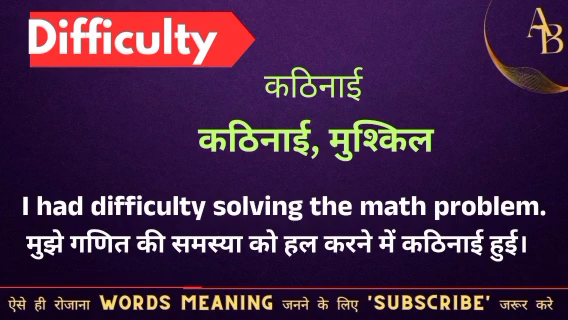 Difficulty
AB
कठिनाई
कठिनाई, मुश्किल
I had difficulty solving the math problem.
मुझे गणित की समस्या को हल करने में कठिनाई हुई।
ऐसे ही रोजाना WORDS MEANING जनने के लिए 'SUBSCRIBE' जरूर करे